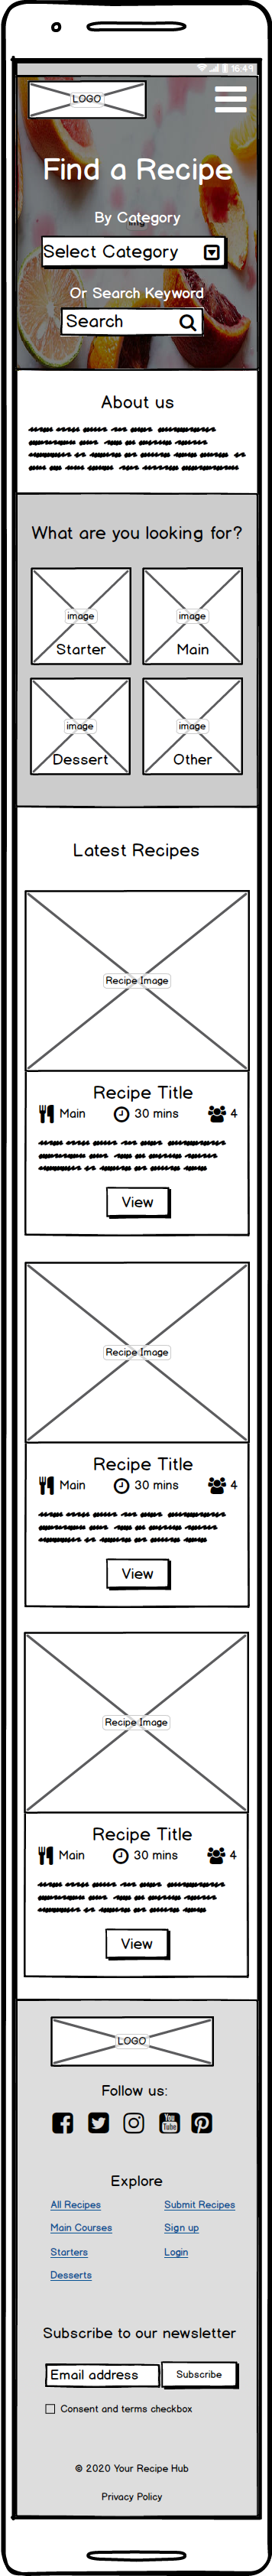 16:49
LOGO
Find a Recipe
By Category
Select Category
Or Search Keyword
Search
About us
What are you looking for?
image
image
Starter
Main
image
image
Dessert
Other
Latest Recipes
Recipe Image
Recipe Title
Main 30 mins 4
View
Recipe Image
Recipe Title
Main 30 mins 4
View
Recipe Image
Recipe Title
Main 30 mins 4
View
LOGO
Follow us:
You Tube
Explore
All Recipes Submit Recipes
Main Courses Sign up
Starters Login
Desserts
Subscribe to our newsletter
Email address Subscribe
Consent and terms checkbox
© 2020 Your Recipe Hub
Privacy Policy